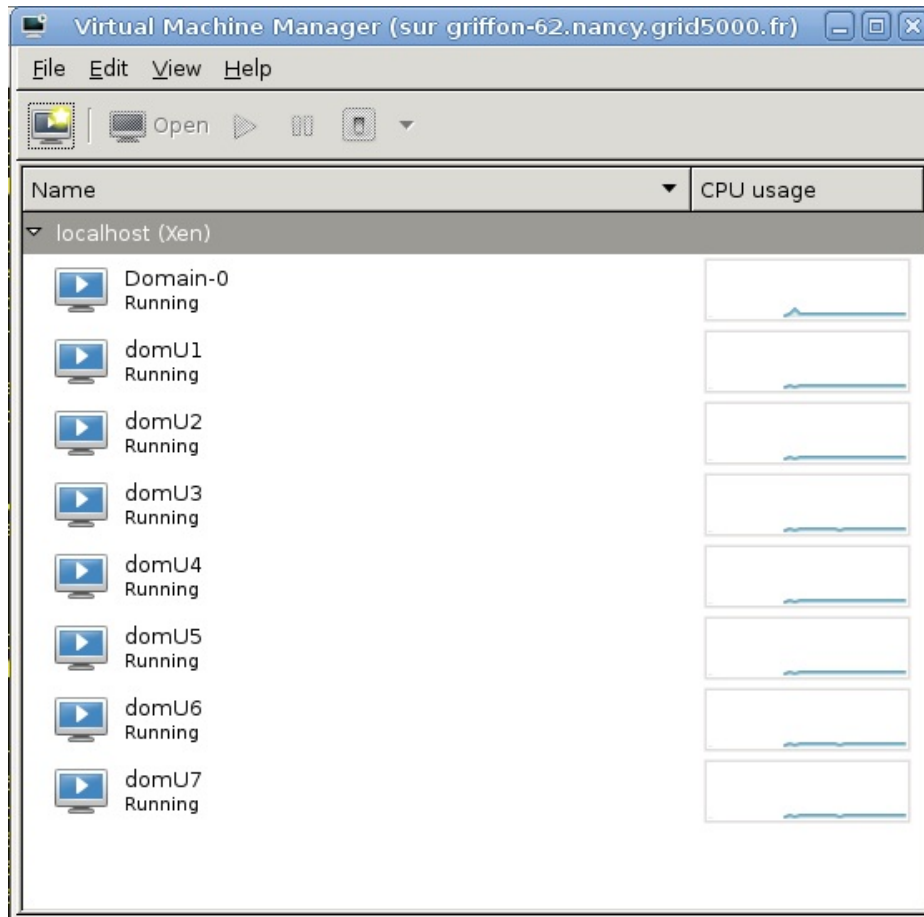 Virtual Machine Manager (sur griffon-62.nancy.grid5000.fr)
File Edit View Help
Open
Name CPU usage
localhost (Xen)
Domain-0
Running
domU1
Running
domU2
Running
domU3
Running
domU4
Running
domU5
Running
domU6
Running
domU7
Running